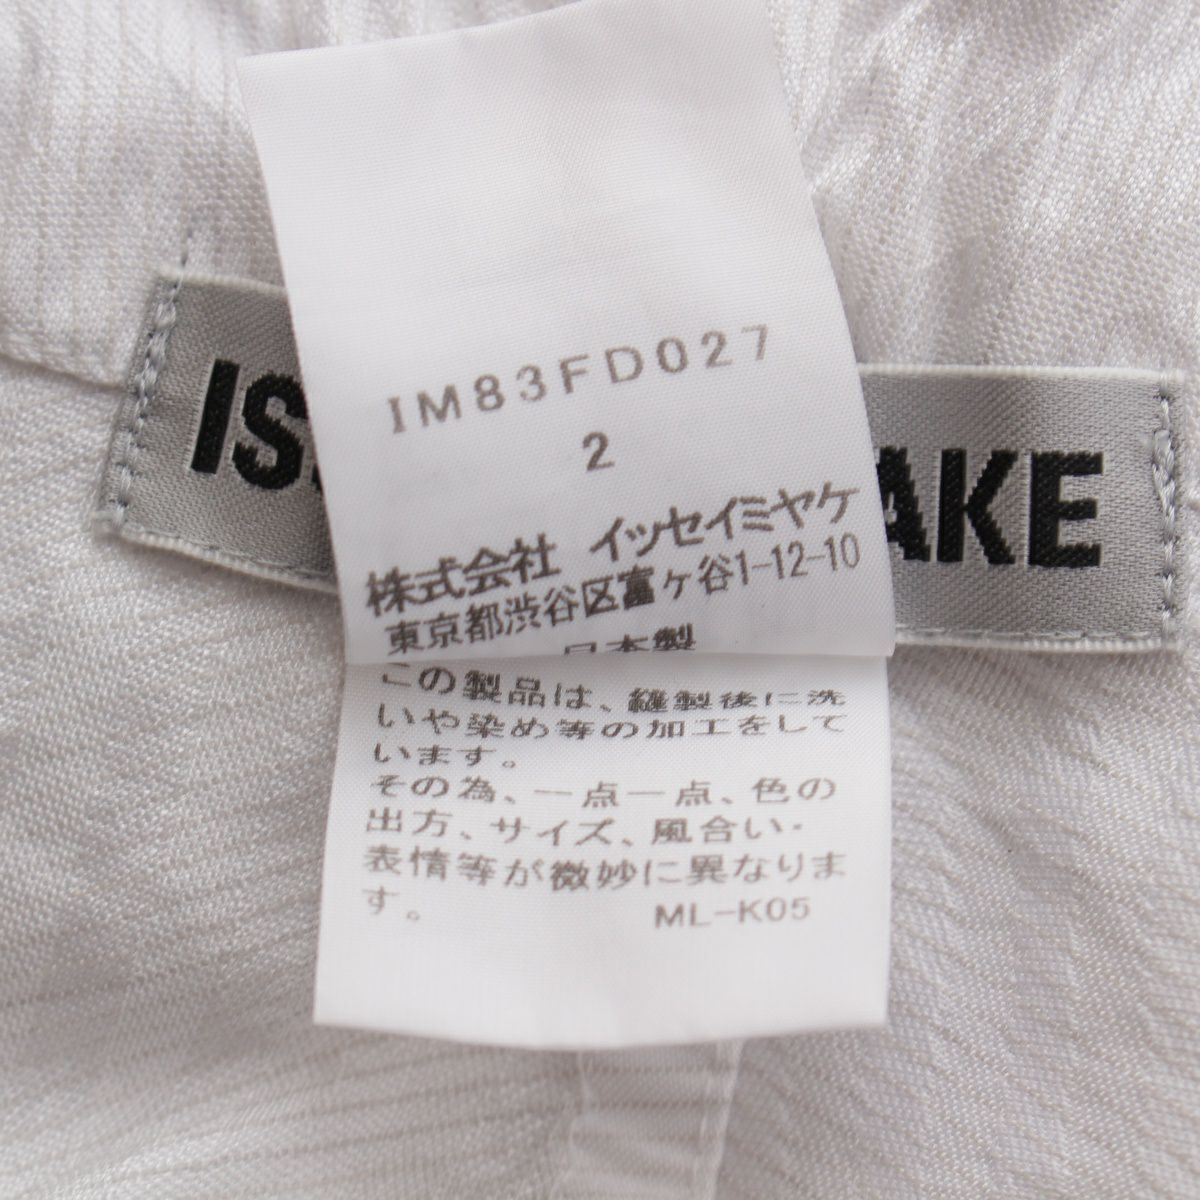 IM83FD027
2
株式会社 イッセイミヤケ
東京都渋谷区富ヶ谷1-12-10
日本製
この製品は、縫製後に洗
いや染め等の加工をして
います。
その為、一点一点、色の
出方、サイズ、風合い・
表情等が微妙に異なりま
す。
ML-K05
IS AKE